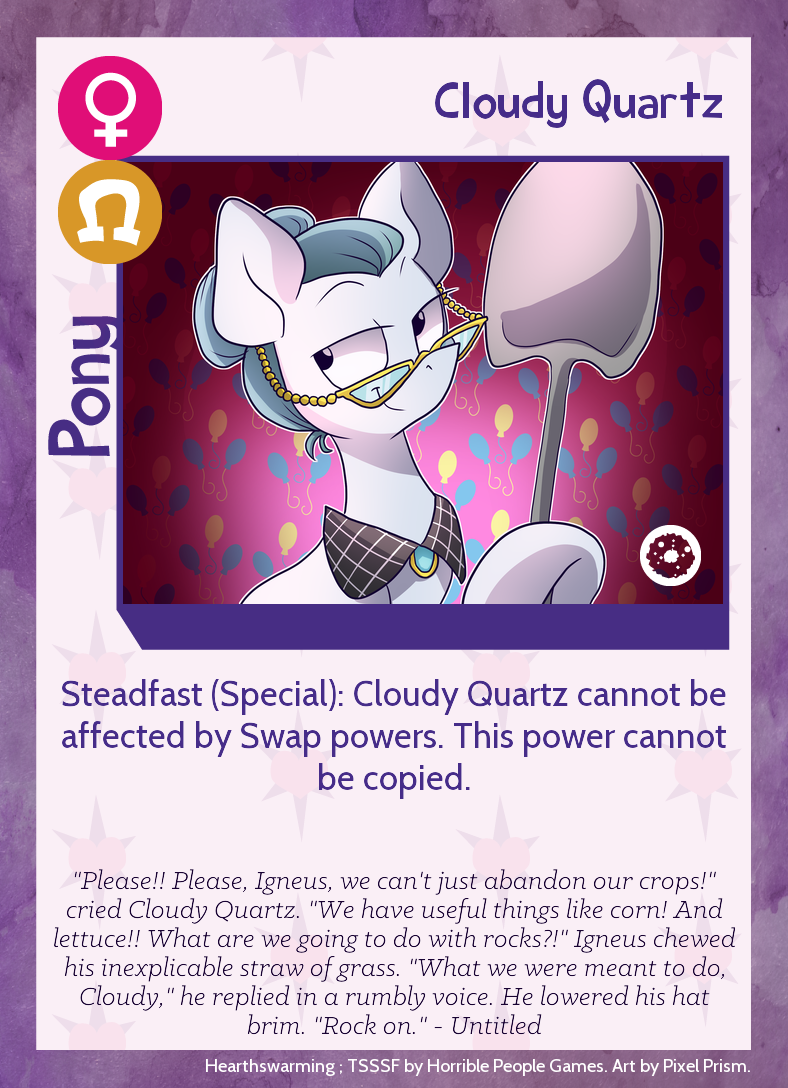 Cloudy Quartz
Pony
Steadfast (Special): Cloudy Quartz cannot be
affected by Swap powers. This power cannot
be copied.
"Please!! Please, Igneus, we can't just abandon our crops!"
cried Cloudy Quartz. "We have useful things like corn! And
lettuce!! What are we going to do with rocks?!" Igneus chewed
his inexplicable straw of grass. "What we were meant to do,
Cloudy," he replied in a rumbly voice. He lowered his hat
brim. "Rock on." - Untitled
Hearthswarming ; TSSSF by Horrible People Games. Art by Pixel Prism.